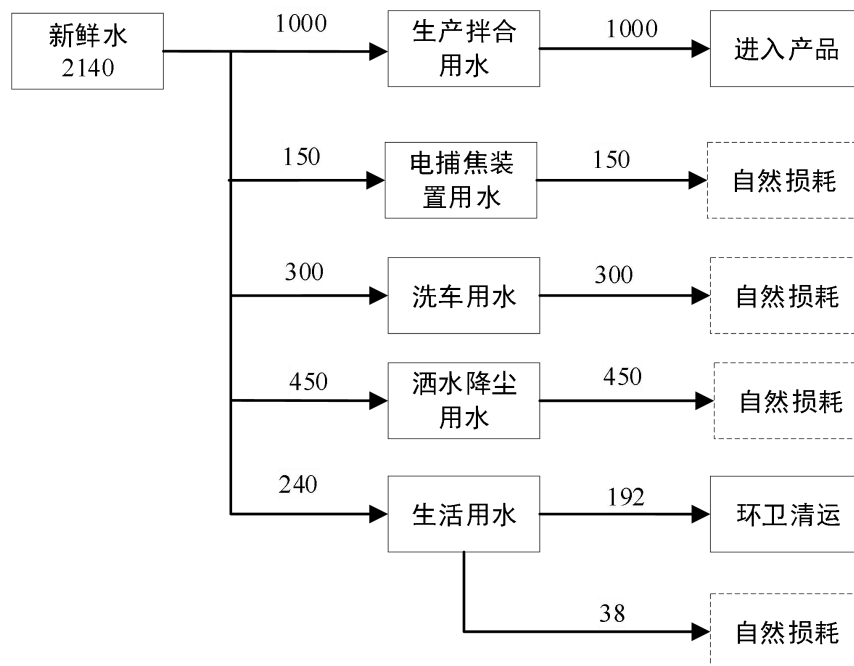 新鲜水
2140
1000
生产拌合
用水
1000
进入产品
150
电捕焦装
置用水
150
自然损耗
300
洗车用水
300
自然损耗
450
洒水降尘
用水
450
自然损耗
240
生活用水
192
环卫清运
38
自然损耗